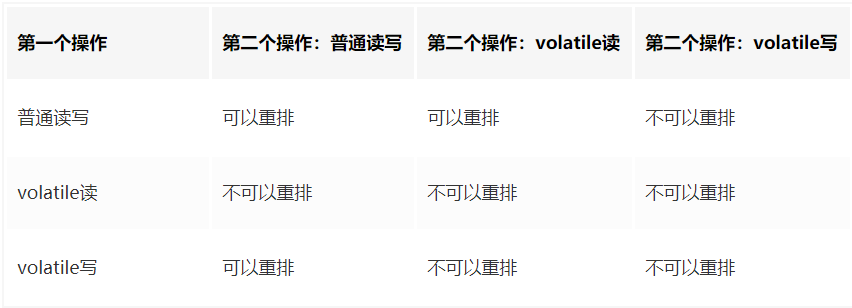 第一个操作 第二个操作：普通读写 第二个操作：volatile读 第二个操作：volatile写
普通读写 可以重排 可以重排 不可以重排
volatile读 不可以重排 不可以重排 不可以重排
volatile写 可以重排 不可以重排 不可以重排